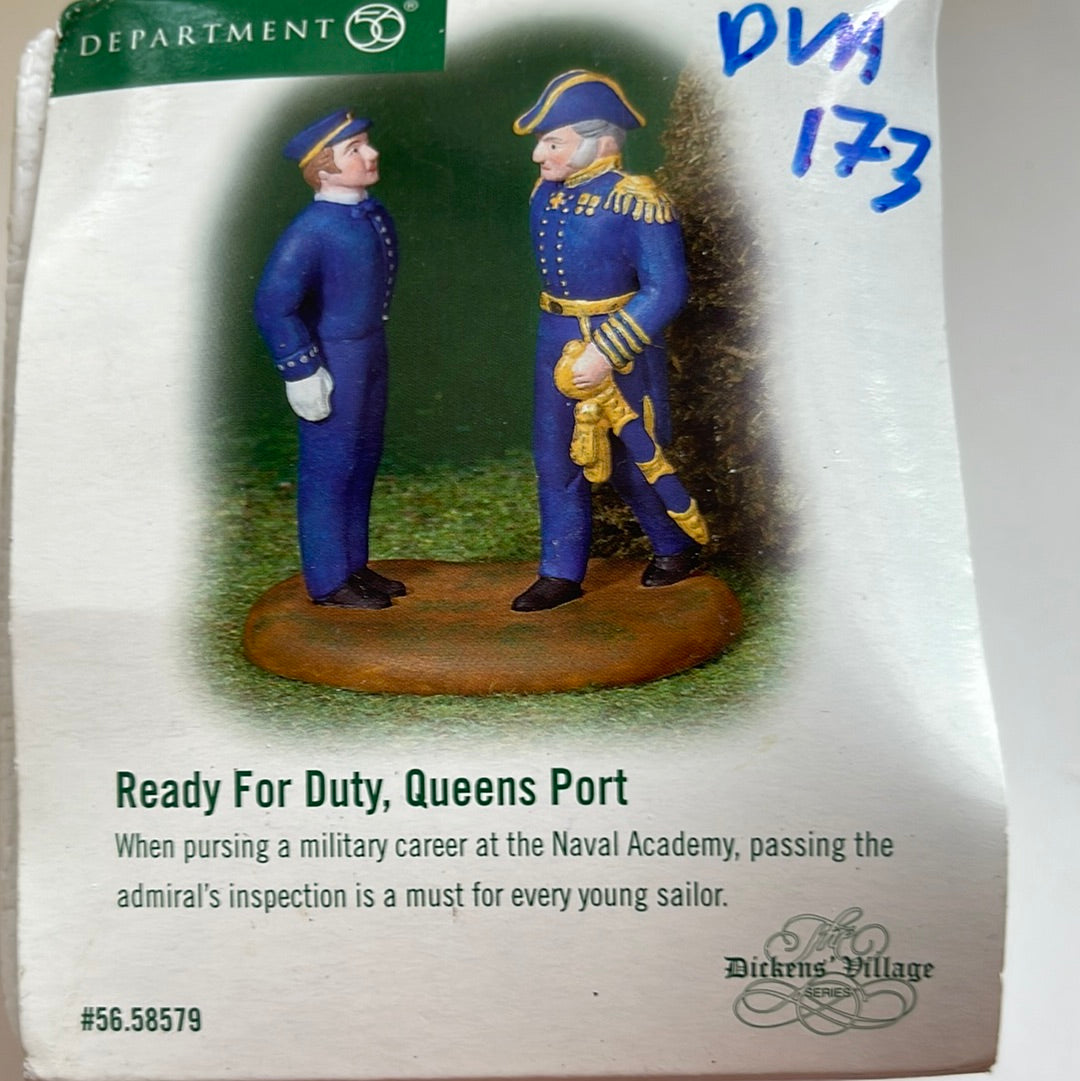 DEPARTMENT 56®
DVA
173
Ready For Duty, Queens Port
When pursing a military career at the Naval Academy, passing the
admiral's inspection is a must for every young sailor.
The
Dickens' Village
SERIES
#56.58579